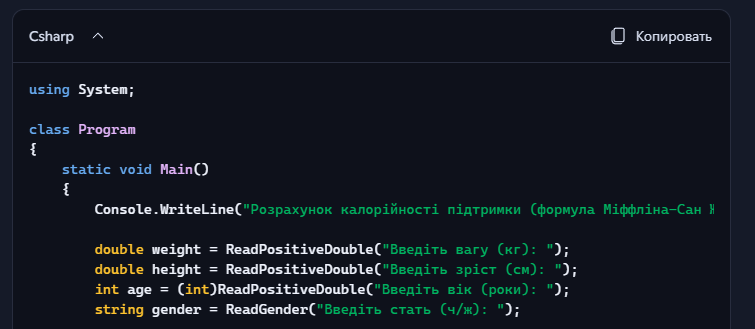 Csharp
Копировать
using System;
class Program
{
static void Main()
{
Console.WriteLine("Розрахунок калорійності підтримки (формула Міффліна-Сан
double weight = ReadPositiveDouble("Введіть вагу (кг): ");
double height = ReadPositiveDouble("Введіть зріст (см): ");
int age = (int)ReadPositiveDouble("Введіть вік (роки): ");
string gender = ReadGender("Введіть стать (ч/ж): ");